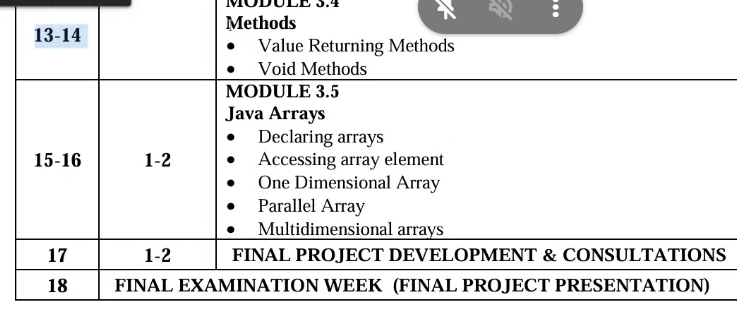 MODULE 3.4
13-14
Methods
• Value Returning Methods
• Void Methods
MODULE 3.5
Java Arrays
• Declaring arrays
• Accessing array element
15-16 1-2
• One Dimensional Array
• Parallel Array
• Multidimensional arrays
17 1-2 FINAL PROJECT DEVELOPMENT & CONSULTATIONS
18 FINAL EXAMINATION WEEK (FINAL PROJECT PRESENTATION)